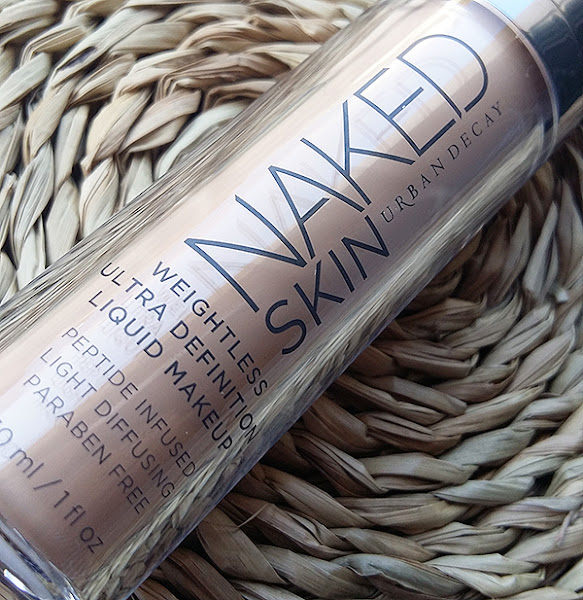 NAKED
SKIN
URBAN DECAY
WEIGHTLESS
ULTRA DEFINITION
LIQUID MAKEUP
PEPTIDE INFUSED
LIGHT DIFFUSING
PARABEN FREE
ml / 1 fl oz